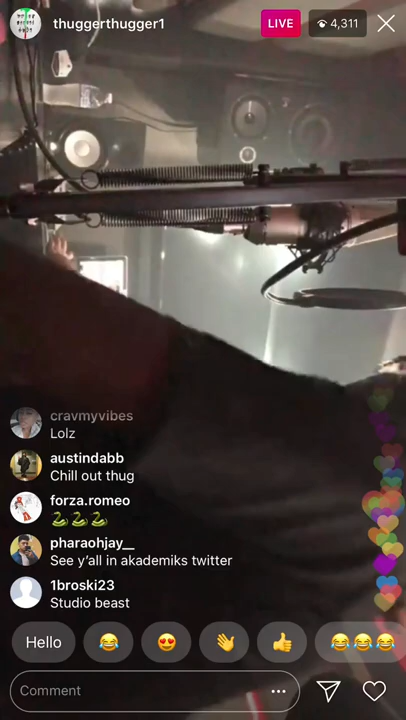 thuggerthugger1
LIVE
4,311
cravmyvibes
Lolz
austindabb
Chill out thug
forza.romeo
🐍🐍🐍
pharaohjay__
See y'all in akademiks twitter
1broski23
Studio beast
Hello
Comment